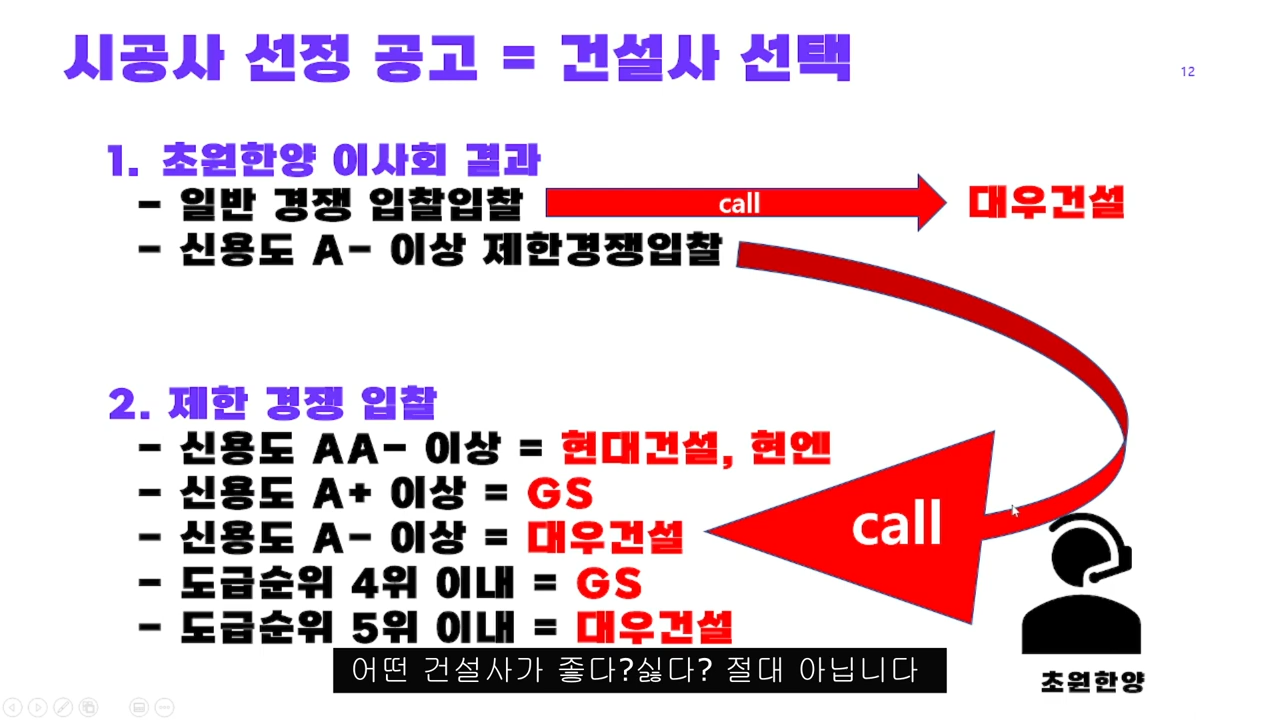 시공사 선정 공고 = 건설사 선택
12
1. 초원한양 이사회 결과
- 일반 경쟁 입찰입찰 call 대우건설
- 신용도 A- 이상 제한경쟁입찰
2. 제한 경쟁 입찰
- 신용도 AA- 이상 = 현대건설, 현엔
- 신용도 A+ 이상 = GS
- 신용도 A- 이상 = 대우건설
call
- 도급순위 4위 이내 = GS
- 도급순위 5위 이내 = 대우건설
어떤 건설사가 좋다?싫다? 절대 아닙니다
초원한양